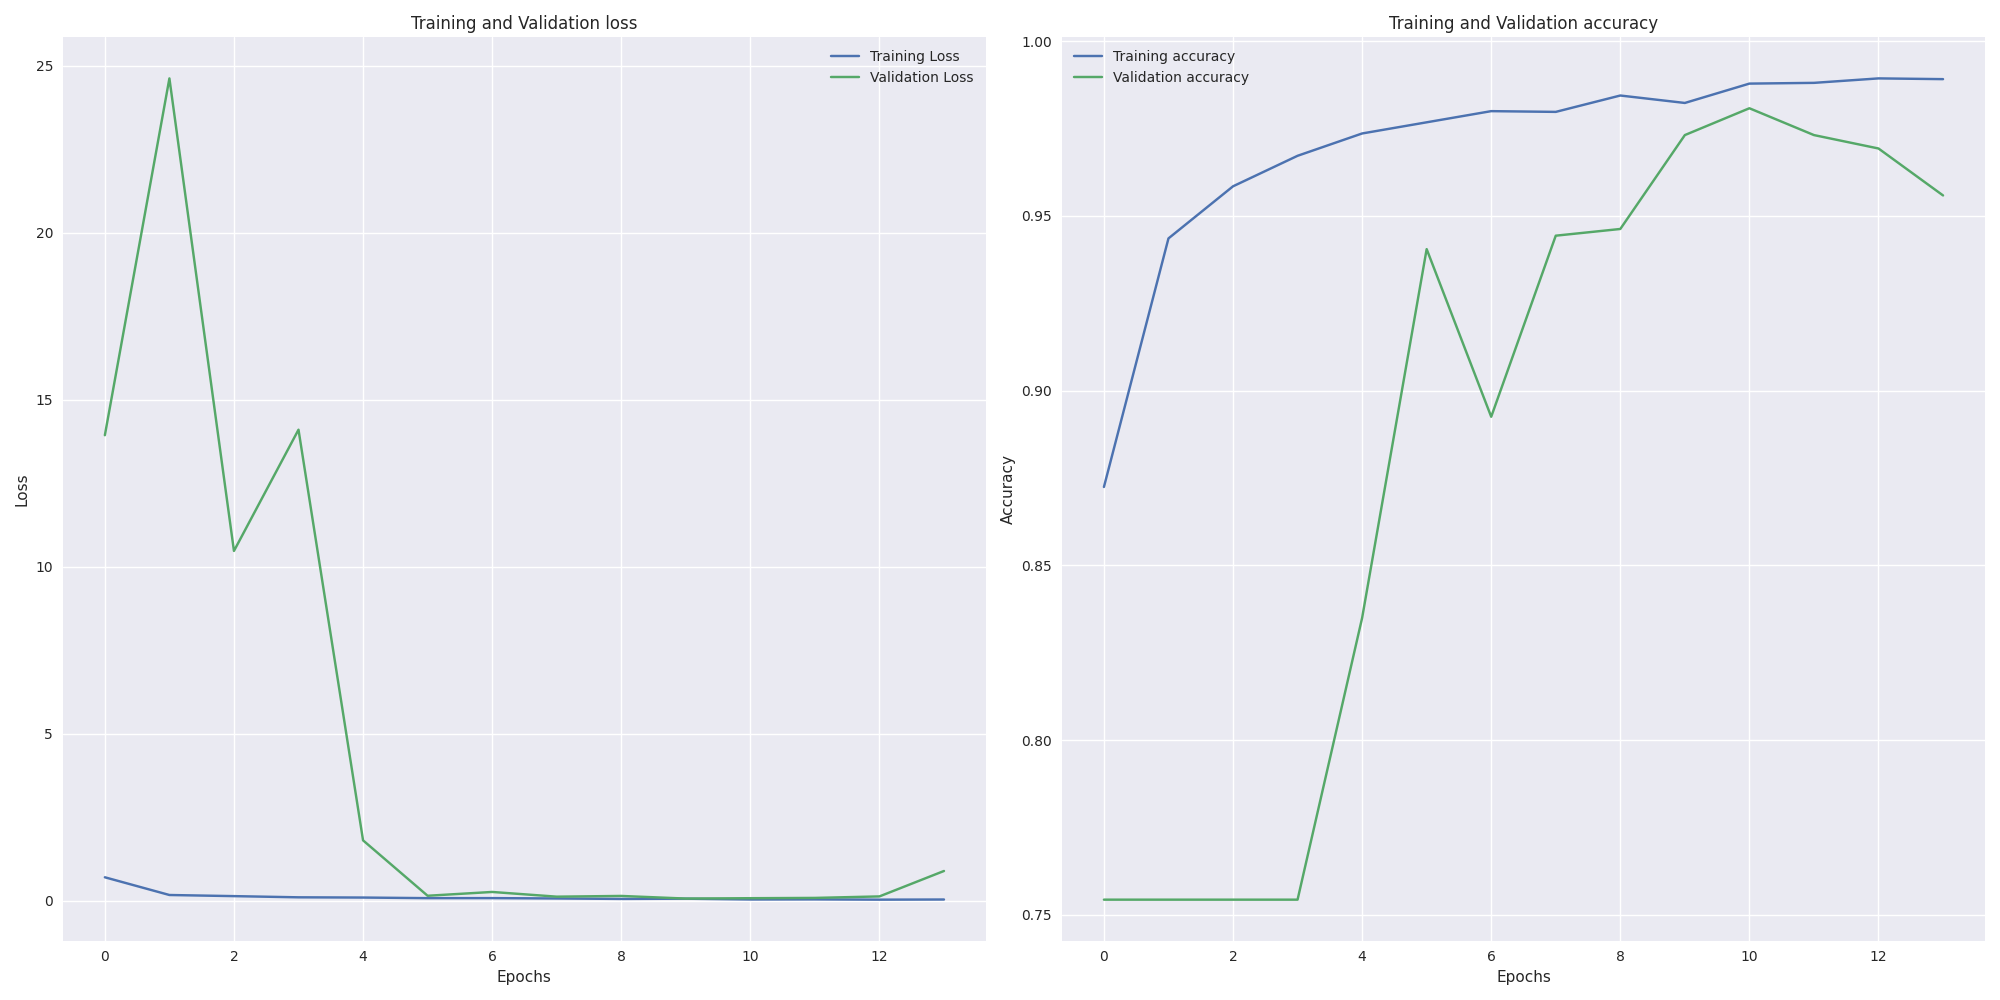 Training and Validation loss
Training Loss
Validation Loss
25
20
15
10
5
0
Loss
0 2 4 6 8 10 12
Epochs
Training and Validation accuracy
Training accuracy
Validation accuracy
1.00
0.95
0.90
0.85
0.80
0.75
Accuracy
0 2 4 6 8 10 12
Epochs